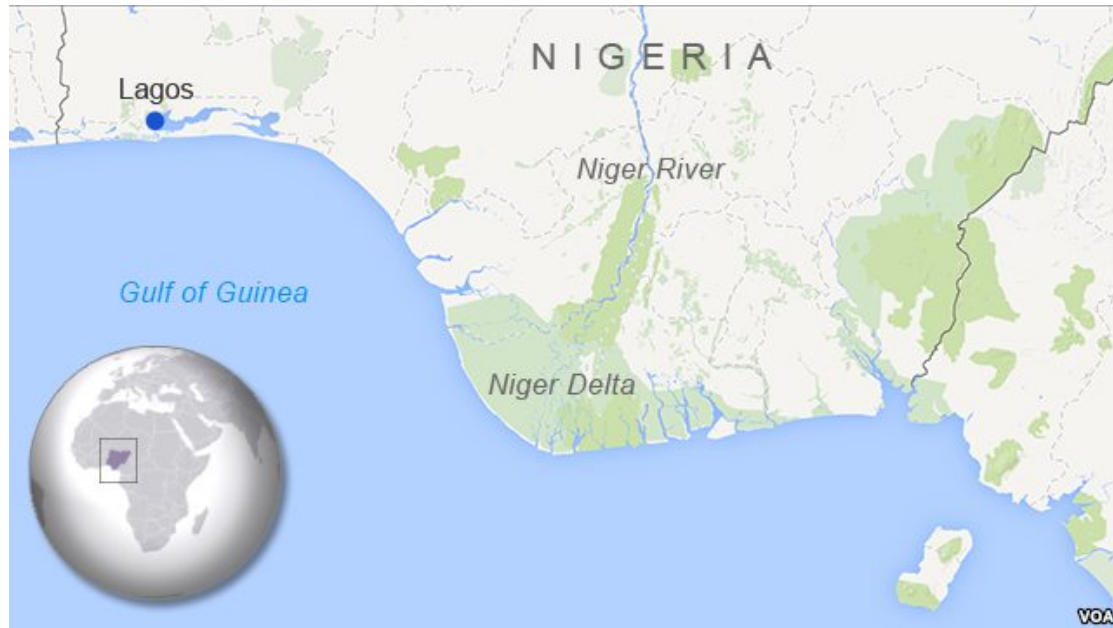 NIGERIA
Lagos
Niger River
Gulf of Guinea
Niger Delta
VOA